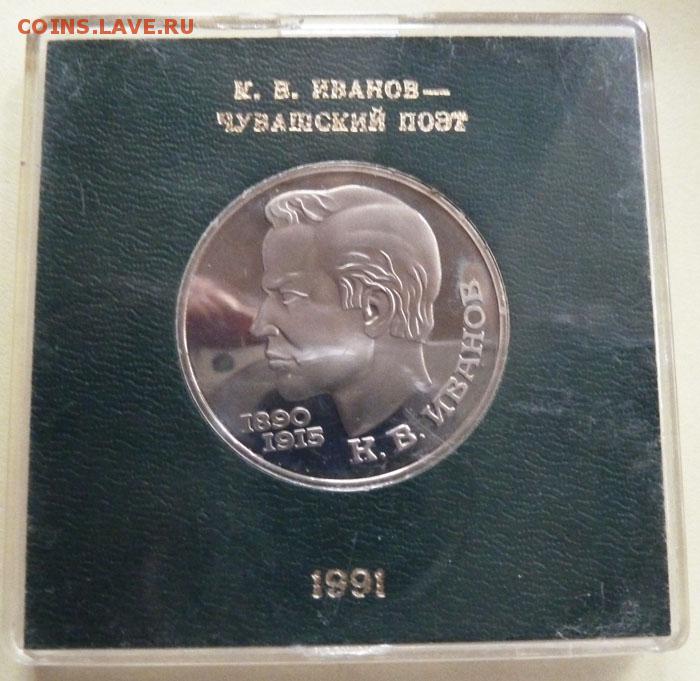 COINS.LAVE.RU
К. В. ИВАНОВ—
ЧУВАШСКИЙ ПОЭТ
1890
1915
К. В. ИВАНОВ
1991